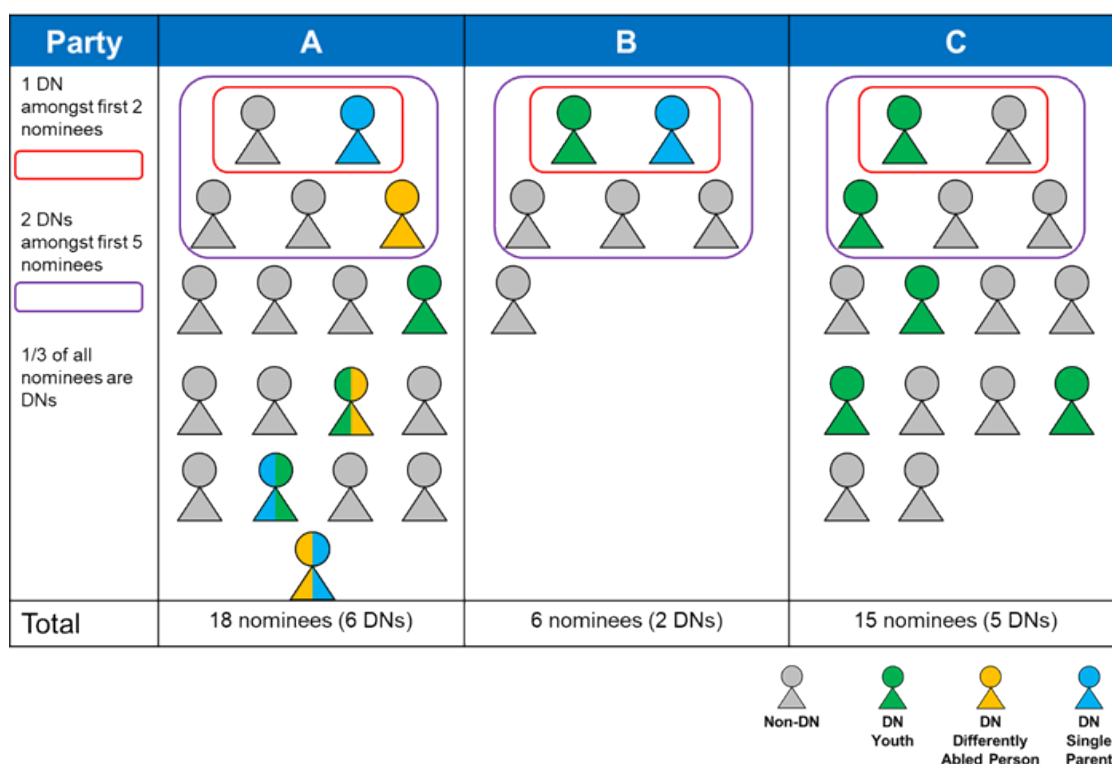 Party
A
B
C
1 DN
amongst first 2
nominees
2 DNs
amongst first 5
nominees
1/3 of all
nominees are
DNs
Total
18 nominees (6 DNs)
6 nominees (2 DNs)
15 nominees (5 DNs)
Non-DN
DN
Youth
DN
Differently
Abled Person
DN
Single
Parent